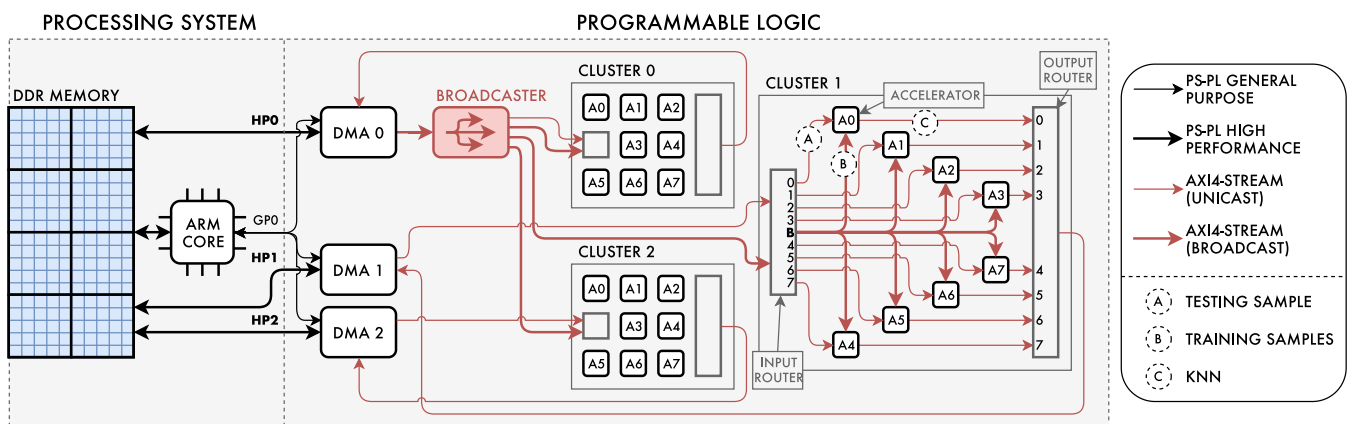 PROCESSING SYSTEM
PROGRAMMABLE LOGIC
DDR MEMORY
HP0
ARM
CORE
GP0
HP1
HP2
DMA 0
DMA 1
DMA 2
BROADCASTER
CLUSTER 0
A0 A1 A2
A3 A4
A5 A6 A7
CLUSTER 2
A0 A1 A2
A3 A4
A5 A6 A7
CLUSTER 1
ACCELERATOR
OUTPUT
ROUTER
A
B
C
A0
A1
A2
A3
A7
A6
A5
A4
0
1
2
3
B
4
5
6
7
INPUT
ROUTER
0
1
2
3
4
5
6
7
PS-PL GENERAL
PURPOSE
PS-PL HIGH
PERFORMANCE
AXI4-STREAM
(UNICAST)
AXI4-STREAM
(BROADCAST)
A TESTING SAMPLE
B TRAINING SAMPLES
C KNN